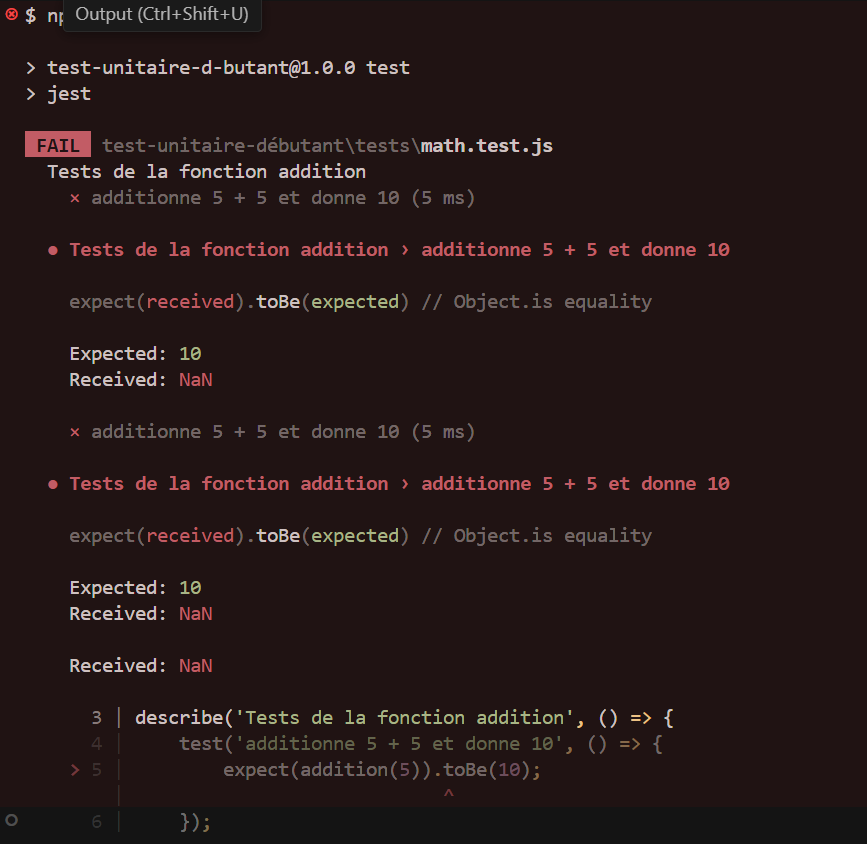 $ np
Output (Ctrl+Shift+U)
> test-unitaire-d-butant@1.0.0 test
> jest
FAIL test-unitaire-débutant\tests\math.test.js
Tests de la fonction addition
× additionne 5 + 5 et donne 10 (5 ms)
● Tests de la fonction addition › additionne 5 + 5 et donne 10
expect(received).toBe(expected) // Object.is equality
Expected: 10
Received: NaN
× additionne 5 + 5 et donne 10 (5 ms)
● Tests de la fonction addition › additionne 5 + 5 et donne 10
expect(received).toBe(expected) // Object.is equality
Expected: 10
Received: NaN
Received: NaN
3 | describe('Tests de la fonction addition', () => {
4 | test('additionne 5 + 5 et donne 10', () => {
> 5 | expect(addition(5)).toBe(10);
| ^
6 | });